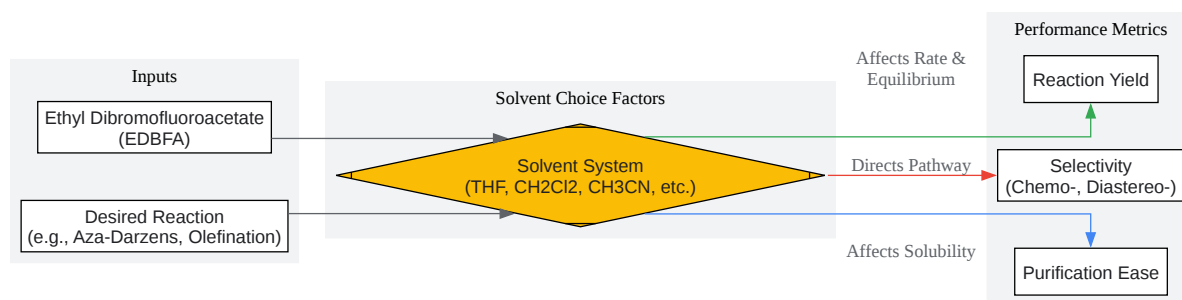 Inputs
Ethyl Dibromofluoroacetate
(EDBFA)
Desired Reaction
(e.g., Aza-Darzens, Olefination)
Solvent Choice Factors
Solvent System
(THF, CH2Cl2, CH3CN, etc.)
Affects Rate &
Equilibrium
Directs Pathway
Affects Solubility
Performance Metrics
Reaction Yield
Selectivity
(Chemo-, Diastereo-)
Purification Ease